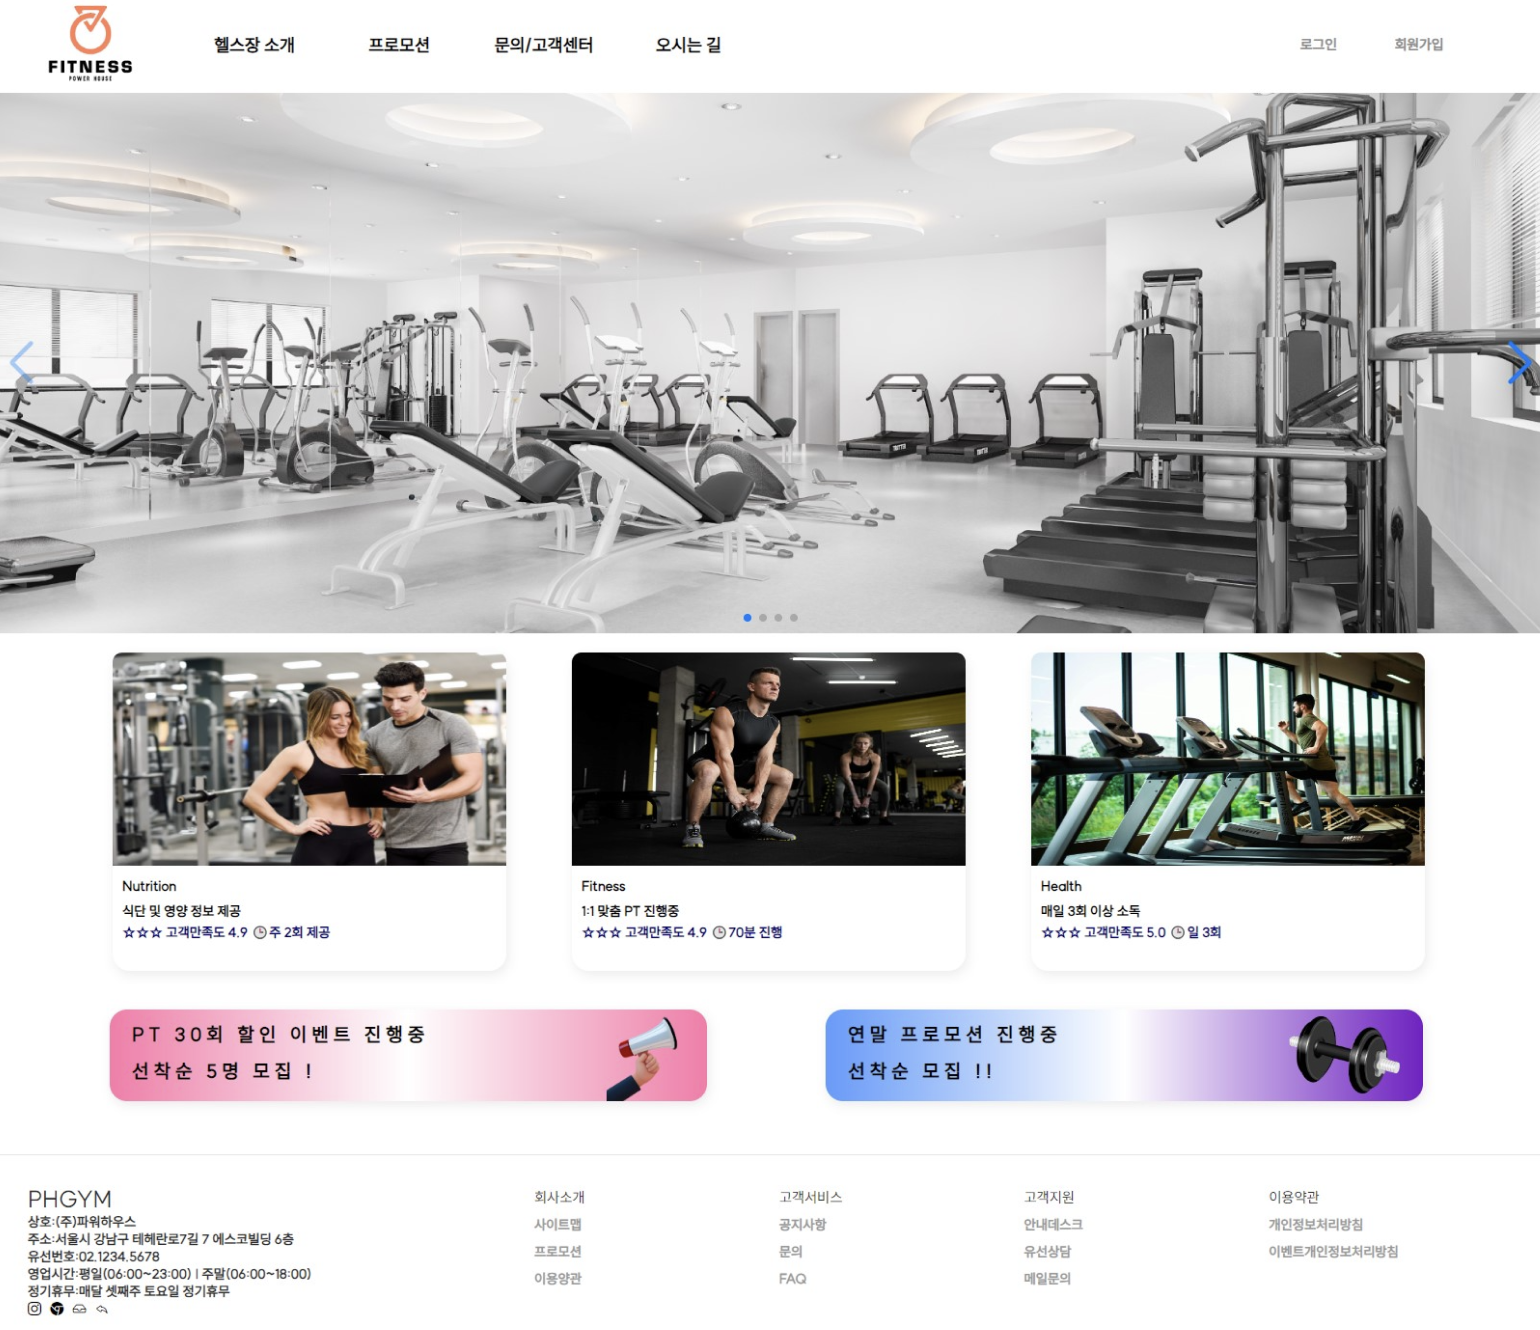 FITNESS
POWER HOUSE
헬스장 소개
프로모션
문의/고객센터
오시는 길
로그인
회원가입
Nutrition
식단 및 영양 정보 제공
☆☆☆ 고객만족도 4.9 🕒주 2회 제공
Fitness
1:1 맞춤 PT 진행중
☆☆☆ 고객만족도 4.9 🕒70분 진행
Health
매일 3회 이상 소독
☆☆☆ 고객만족도 5.0 🕒일 3회
PT 30회 할인 이벤트 진행중
선착순 5명 모집 !
연말 프로모션 진행중
선착순 모집 !!
PHGYM
상호:(주)파워하우스
주소:서울시 강남구 테헤란로7길 7 에스코빌딩 6층
유선번호:02.1234.5678
영업시간:평일(06:00~23:00) | 주말(06:00~18:00)
정기휴무:매달 셋째주 토요일 정기휴무
회사소개
사이트맵
프로모션
이용양관
고객서비스
공지사항
문의
FAQ
고객지원
안내데스크
유선상담
메일문의
이용약관
개인정보처리방침
이벤트개인정보처리방침